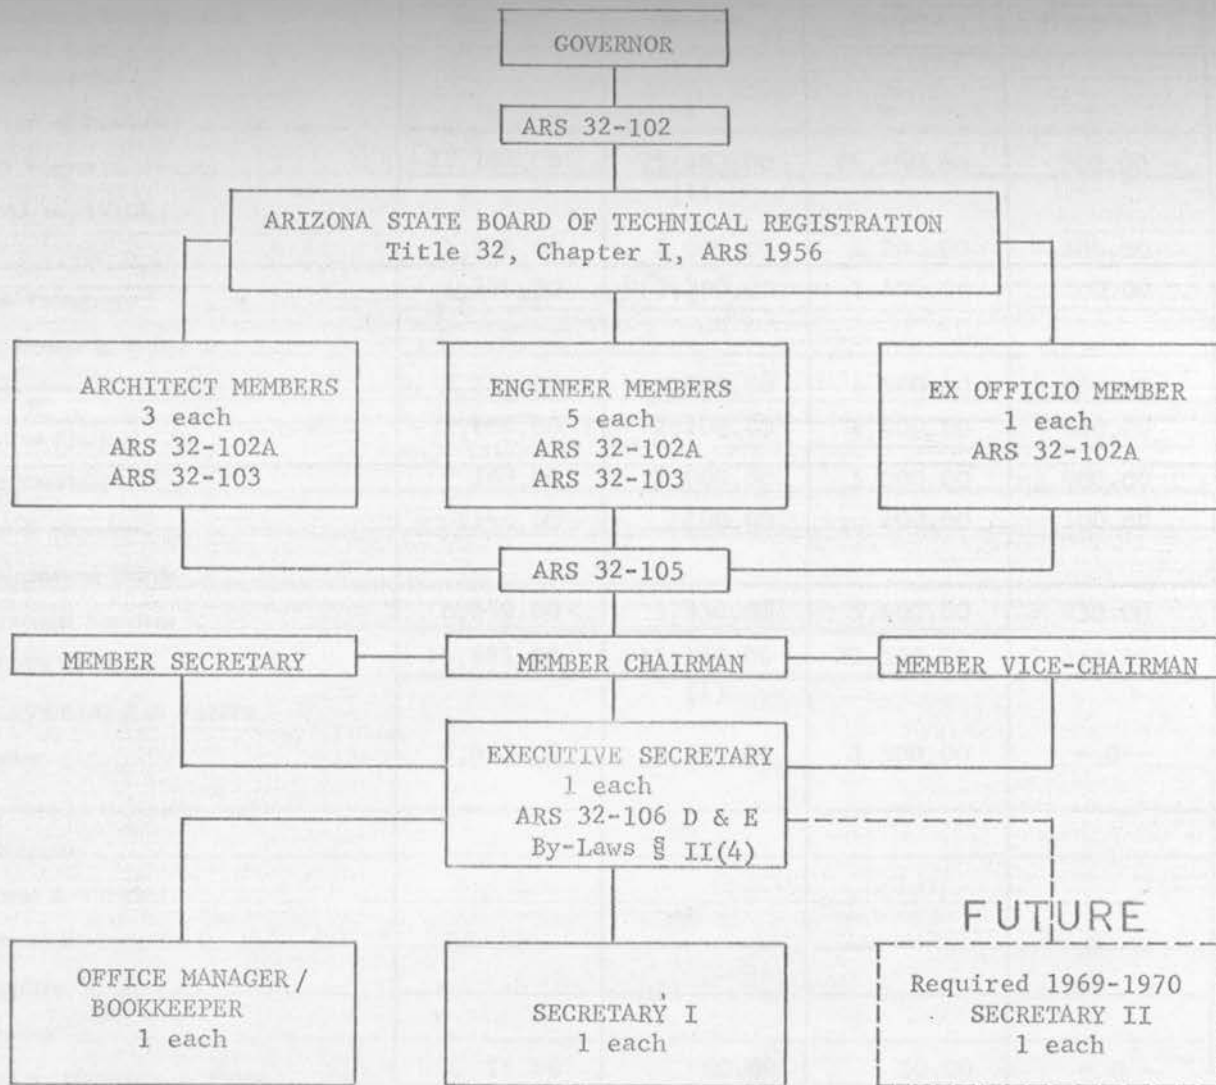 GOVERNOR
ARS 32-102
ARIZONA STATE BOARD OF TECHNICAL REGISTRATION
Title 32, Chapter I, ARS 1956
ARCHITECT MEMBERS
3 each
ARS 32-102A
ARS 32-103
ENGINEER MEMBERS
5 each
ARS 32-102A
ARS 32-103
EX OFFICIO MEMBER
1 each
ARS 32-102A
ARS 32-105
MEMBER SECRETARY
MEMBER CHAIRMAN
MEMBER VICE-CHAIRMAN
EXECUTIVE SECRETARY
1 each
ARS 32-106 D & E
By-Laws § II(4)
FUTURE
OFFICE MANAGER/
BOOKKEEPER
1 each
SECRETARY I
1 each
Required 1969-1970
SECRETARY II
1 each